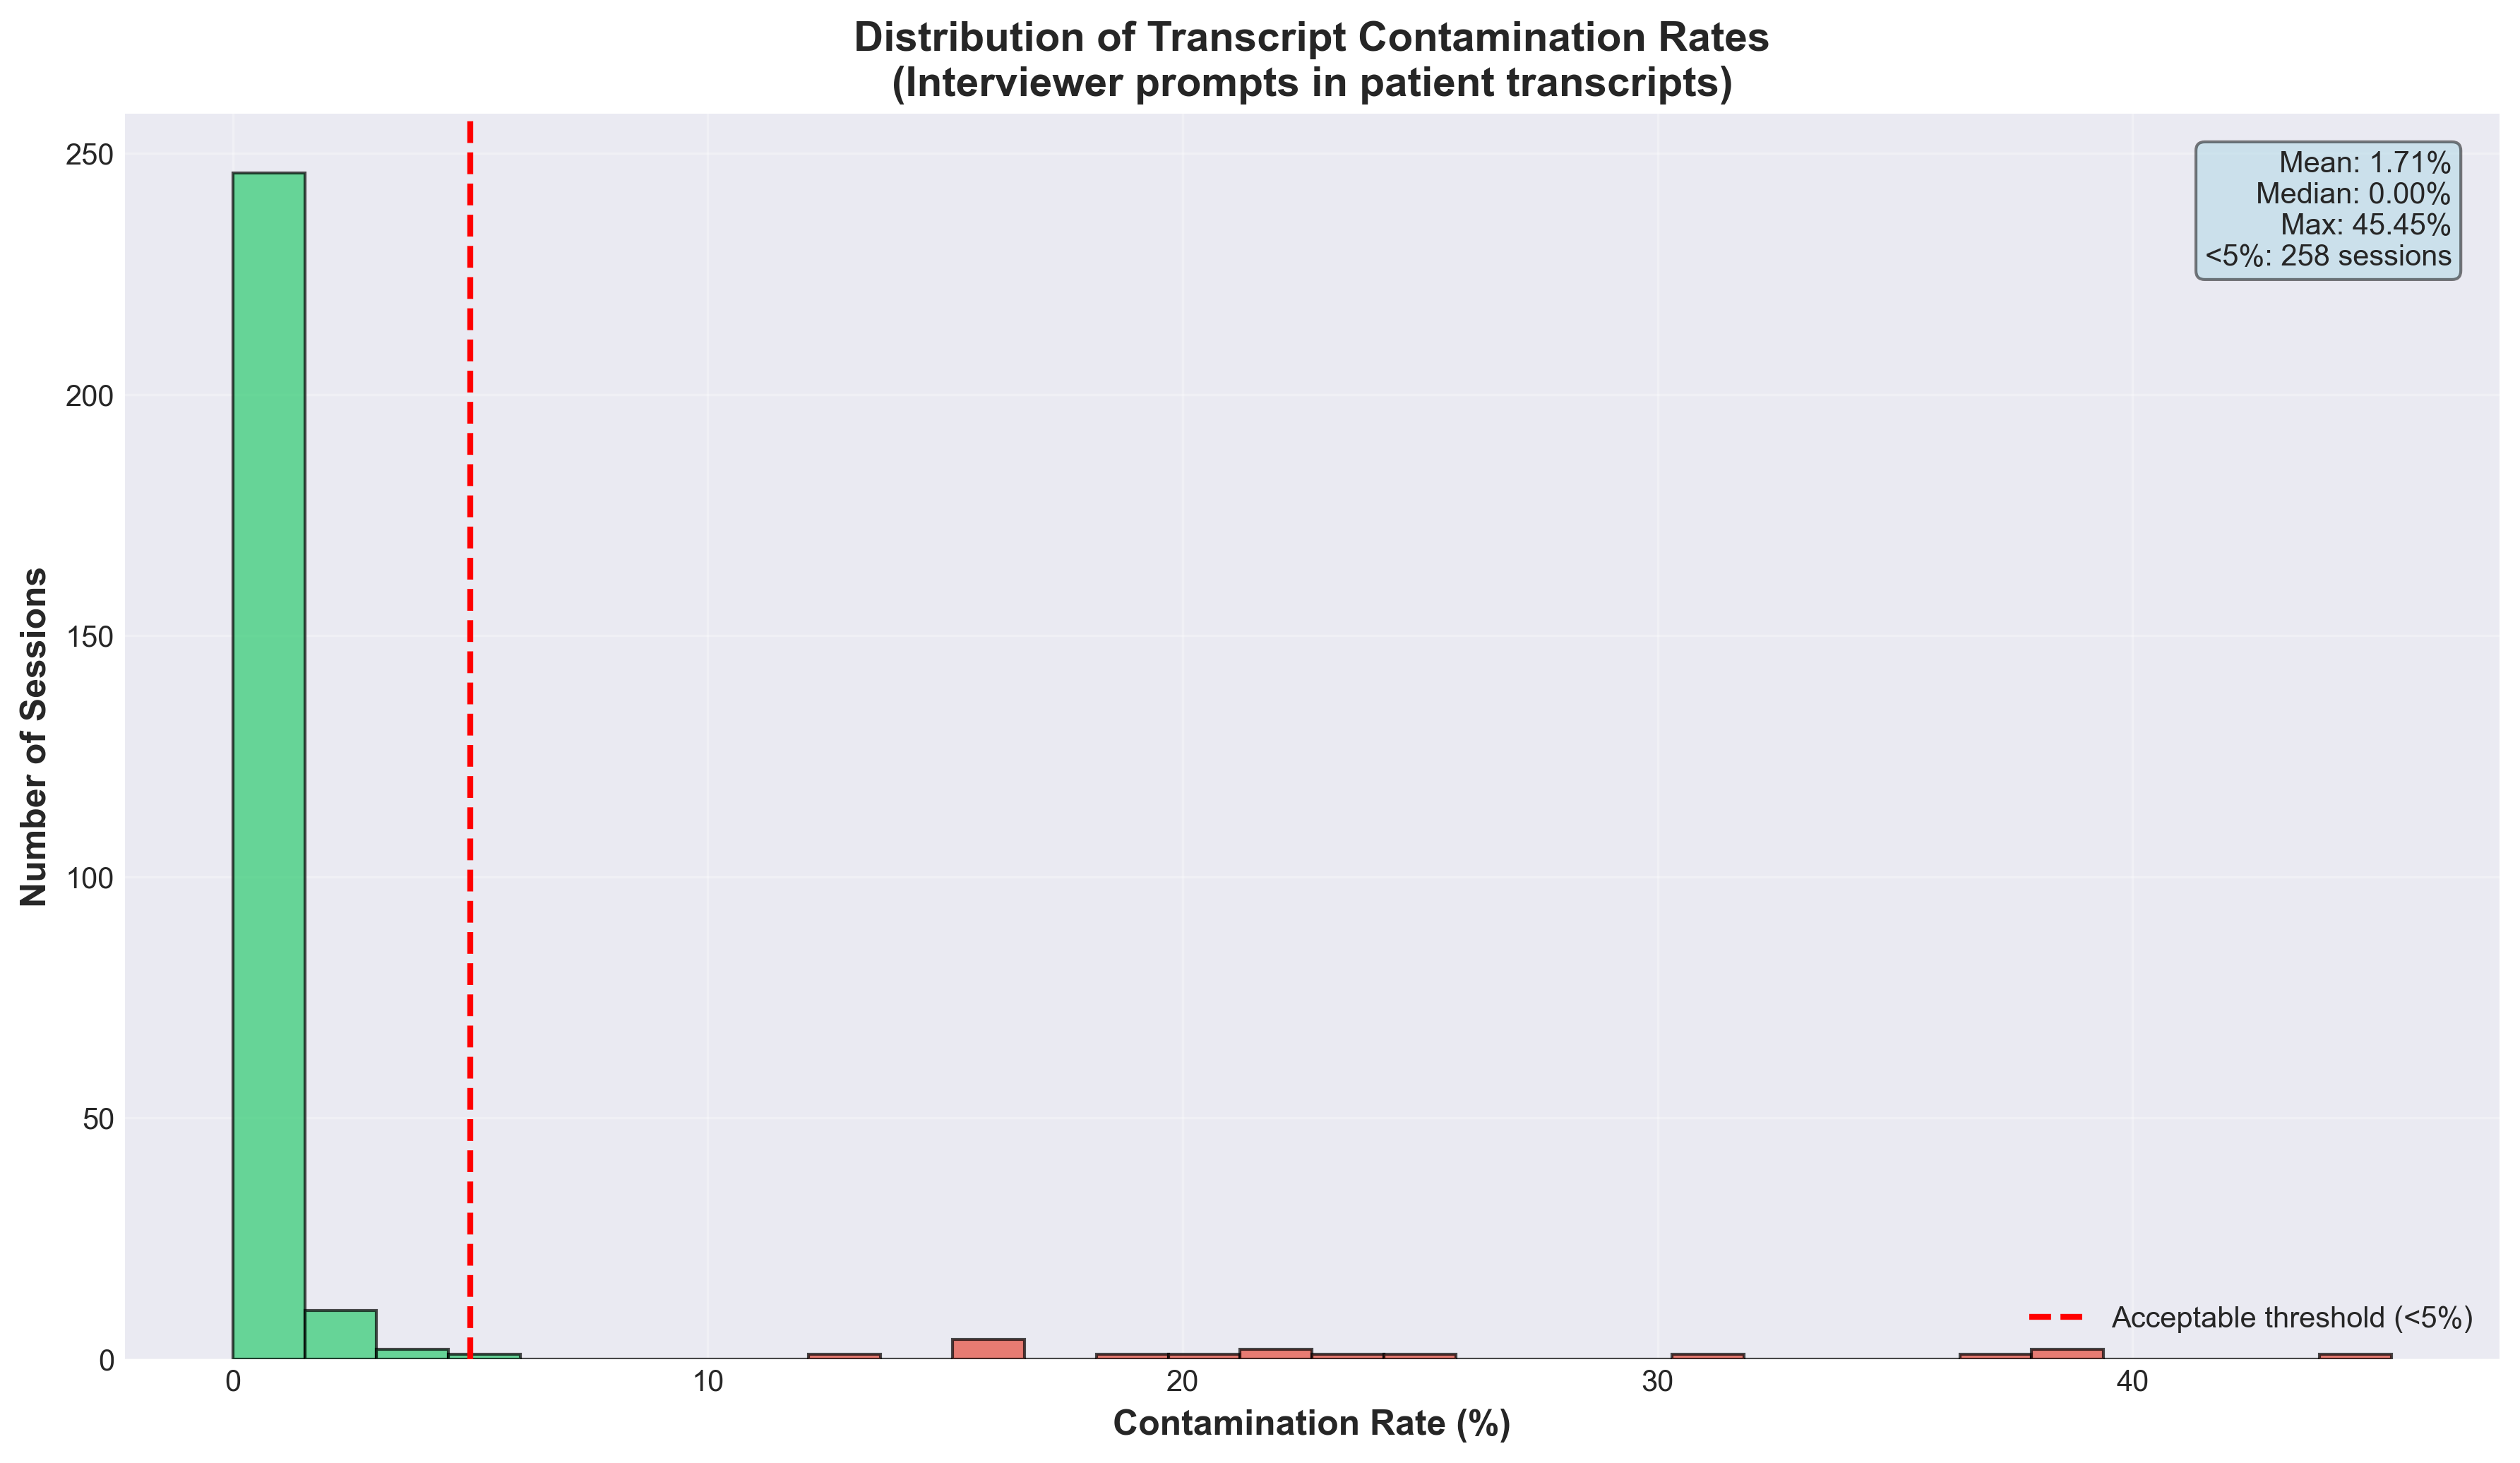 Distribution of Transcript Contamination Rates
(Interviewer prompts in patient transcripts)
Mean: 1.71%
Median: 0.00%
Max: 45.45%
<5%: 258 sessions
Number of Sessions
250
200
150
100
50
0
Acceptable threshold (<5%)
0
10
20
30
40
Contamination Rate (%)